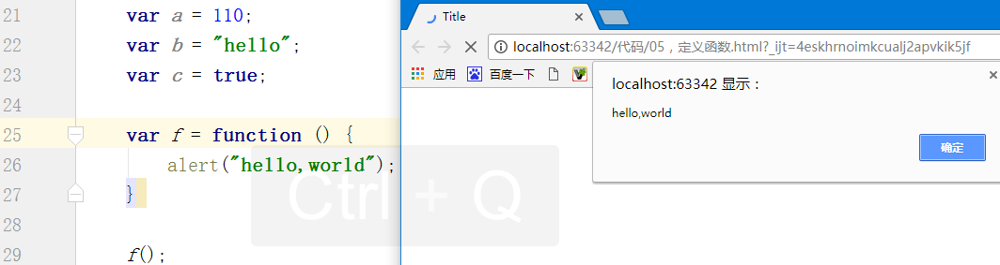 21 var a = 110;
22 var b = "hello";
23 var c = true;
24
25 var f = function () {
26 alert("hello,world");
27 }
28
29 f();
Ctrl + Q
Title
localhost:63342/代码/05，定义函数.html?_ijt=4eskhrnoimkcualj2apvkik5jf
应用 百度一下
localhost:63342 显示：
hello,world
确定